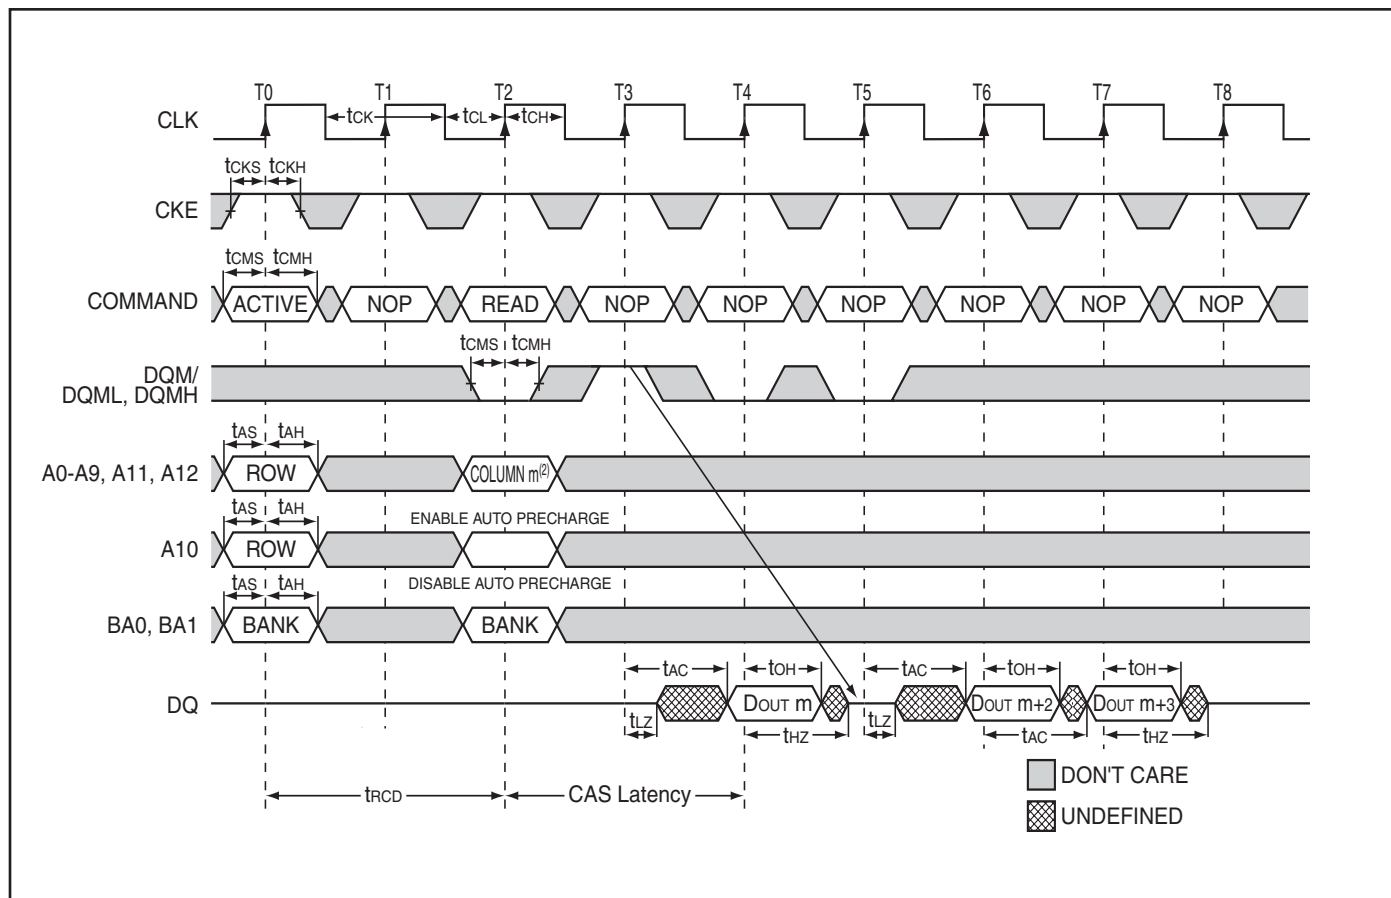 T0 T1 T2 T3 T4 T5 T6 T7 T8
CLK
tCK tCL tCH
tCKS tCKH
CKE
tCMS tCMH
COMMAND
ACTIVE NOP READ NOP NOP NOP NOP NOP NOP
tCMS tCMH
DQM/
DQML, DQMH
tAS tAH
A0-A9, A11, A12
ROW COLUMN m(2)
tAS tAH
ENABLE AUTO PRECHARGE
A10
ROW
DISABLE AUTO PRECHARGE
tAS tAH
BA0, BA1
BANK BANK
tAC tOH tAC tOH tOH
DQ
DOUT m DOUT m+2 DOUT m+3
tLZ tHZ tLZ tAC tHZ
DON'T CARE
tRCD CAS Latency
UNDEFINED